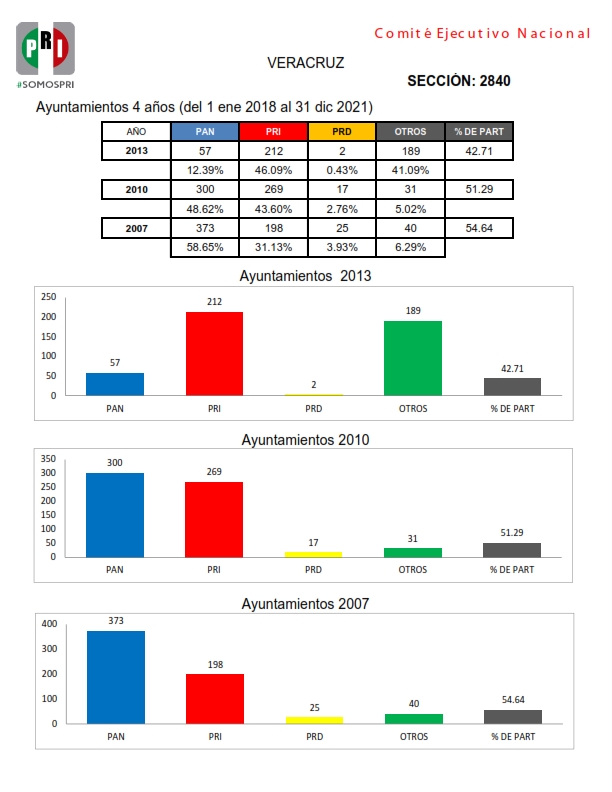 Comité Ejecutivo Nacional
PRI
#SOMOSPRI
VERACRUZ
SECCIÓN: 2840
Ayuntamientos 4 años (del 1 ene 2018 al 31 dic 2021)
AÑO PAN PRI PRD OTROS % DE PART
2013 57 212 2 189 42.71
12.39% 46.09% 0.43% 41.09%
2010 300 269 17 31 51.29
48.62% 43.60% 2.76% 5.02%
2007 373 198 25 40 54.64
58.65% 31.13% 3.93% 6.29%
Ayuntamientos 2013
250
200
150
100
50
0
57
212
2
189
42.71
PAN PRI PRD OTROS % DE PART
Ayuntamientos 2010
350
300
250
200
150
100
50
0
300
269
17
31
51.29
PAN PRI PRD OTROS % DE PART
Ayuntamientos 2007
400
300
200
100
0
373
198
25
40
54.64
PAN PRI PRD OTROS % DE PART